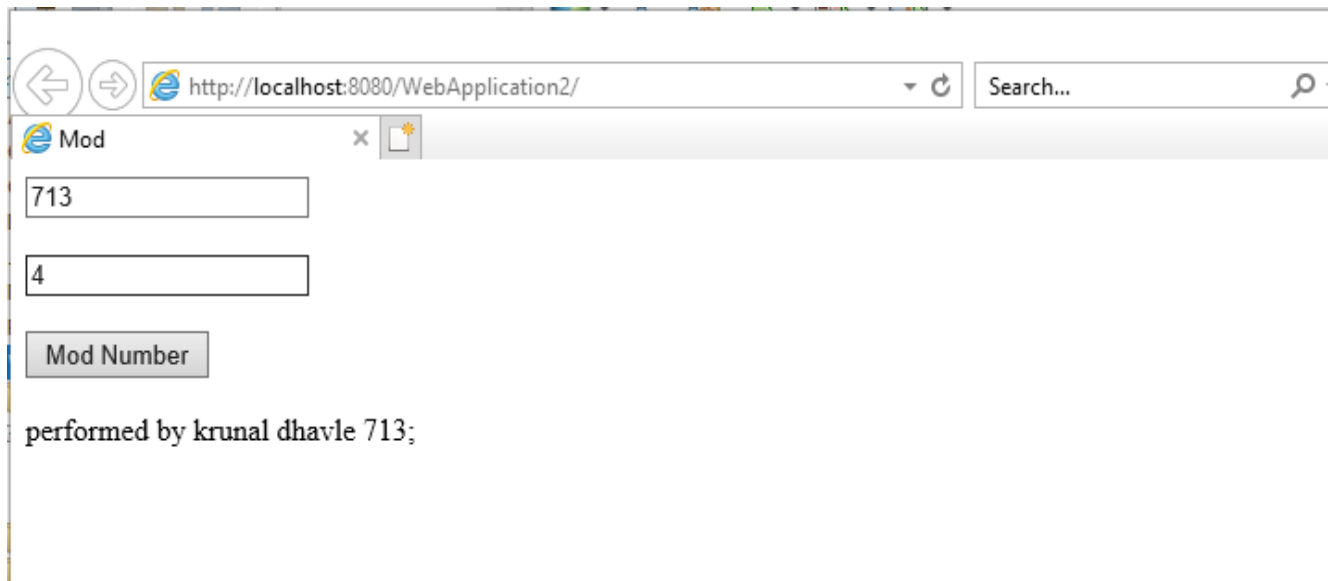 http://localhost:8080/WebApplication2/
Search...
Mod
713
4
Mod Number
performed by krunal dhavle 713;